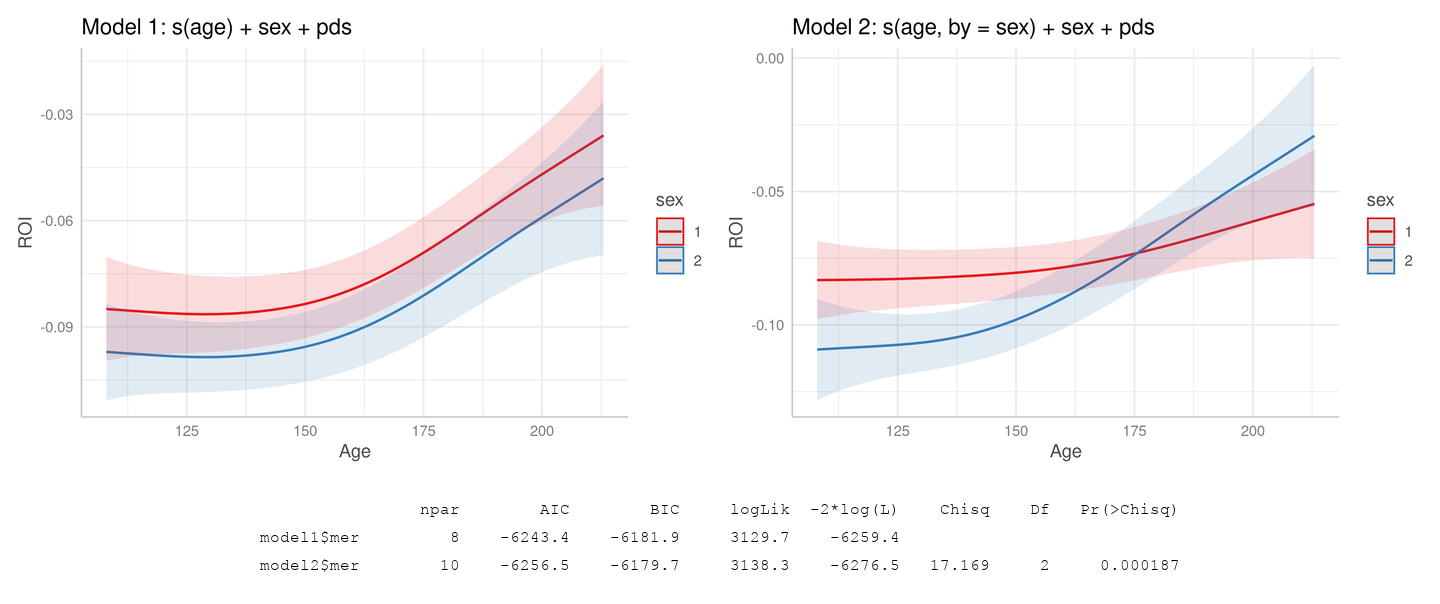 Model 1: s(age) + sex + pds
-0.03
-0.06
-0.09
ROI
125 150 175 200
Age
sex
1
2
Model 2: s(age, by = sex) + sex + pds
0.00
-0.05
-0.10
ROI
125 150 175 200
Age
sex
1
2
npar AIC BIC logLik -2*log(L) Chisq Df Pr(>Chisq)
model1$mer 8 -6243.4 -6181.9 3129.7 -6259.4
model2$mer 10 -6256.5 -6179.7 3138.3 -6276.5 17.169 2 0.000187